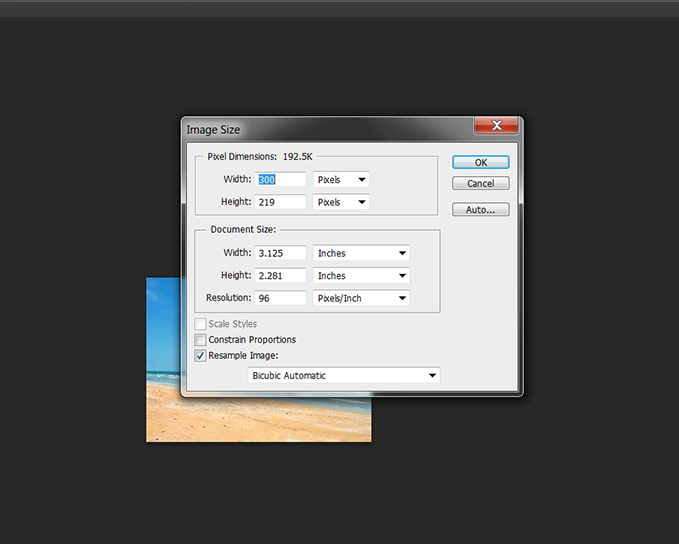 Image Size
Pixel Dimensions: 192.5K
Width: 300 Pixels
Height: 219 Pixels
OK
Cancel
Auto...
Document Size:
Width: 3.125 Inches
Height: 2.281 Inches
Resolution: 96 Pixels/Inch
Scale Styles
Constrain Proportions
Resample Image:
Bicubic Automatic